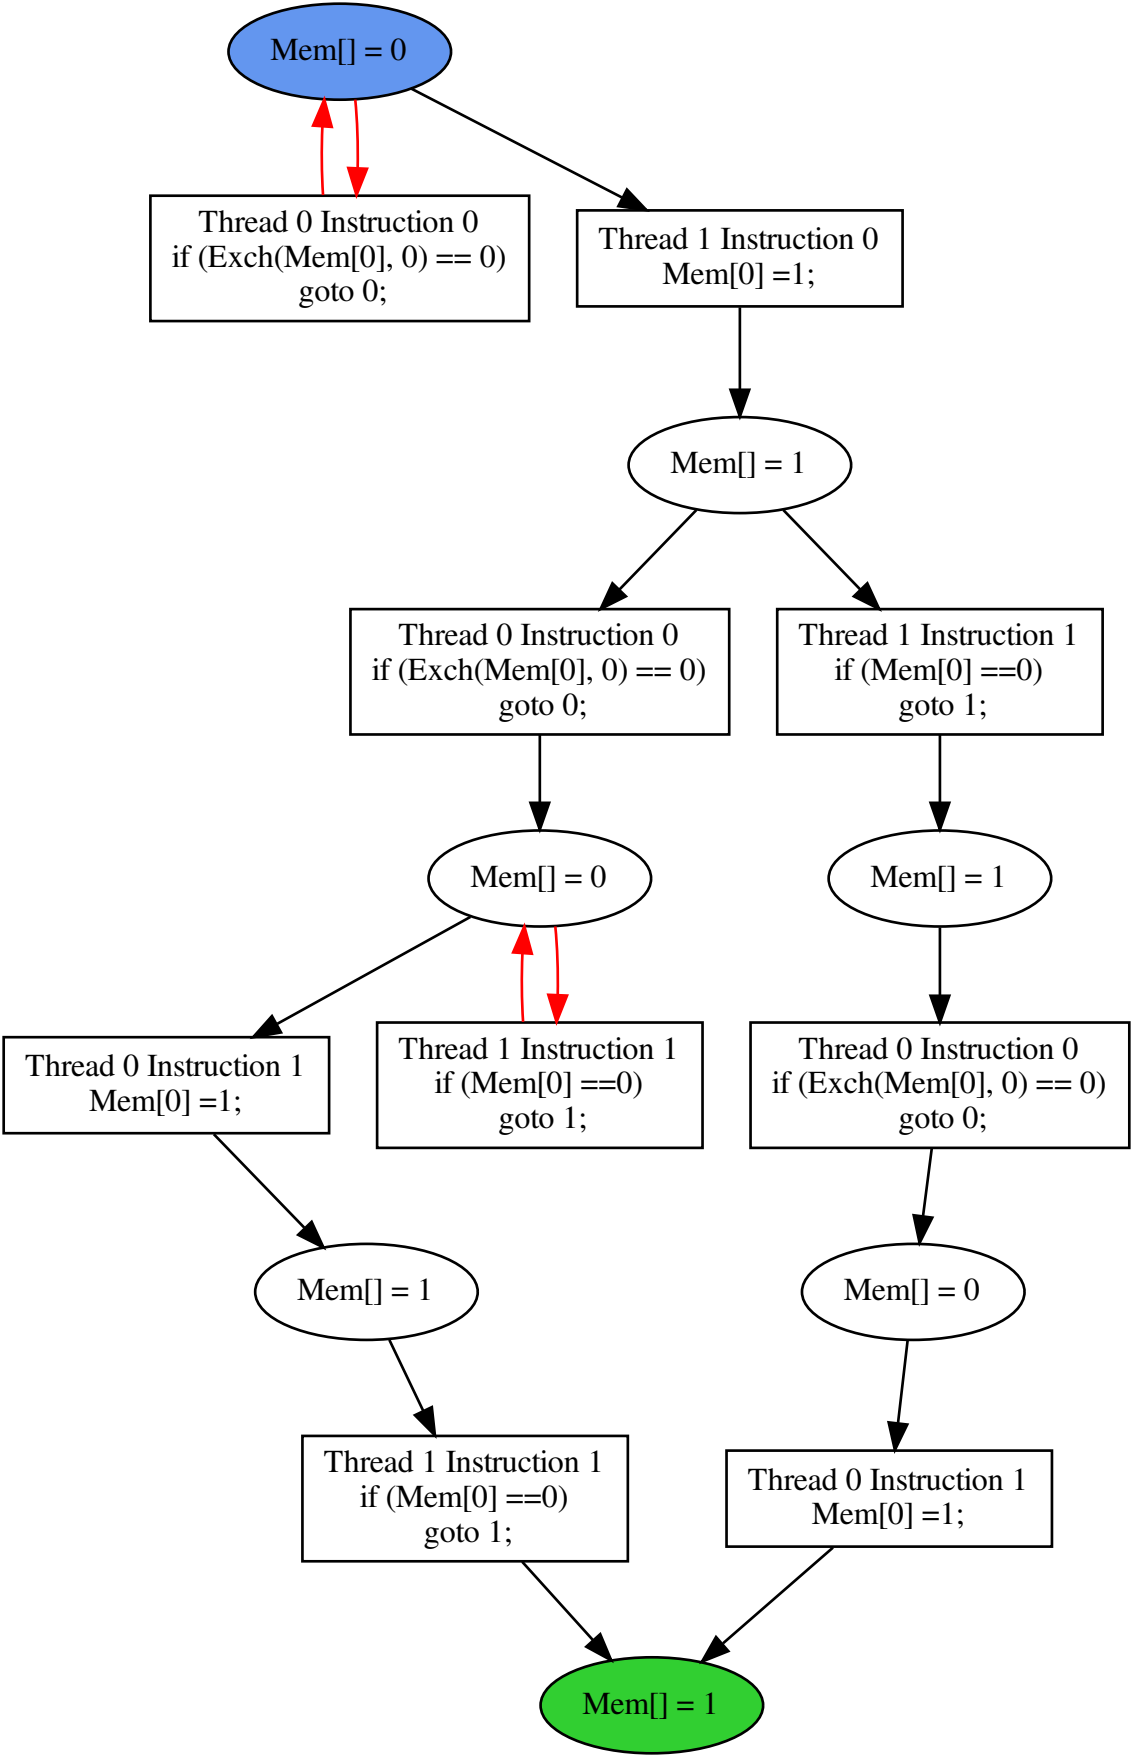 Mem[] = 0
Thread 0 Instruction 0
if (Exch(Mem[0], 0) == 0)
goto 0;
Thread 1 Instruction 0
Mem[0] =1;
Mem[] = 1
Thread 0 Instruction 0
if (Exch(Mem[0], 0) == 0)
goto 0;
Thread 1 Instruction 1
if (Mem[0] ==0)
goto 1;
Mem[] = 0
Mem[] = 1
Thread 0 Instruction 1
Mem[0] =1;
Thread 1 Instruction 1
if (Mem[0] ==0)
goto 1;
Thread 0 Instruction 0
if (Exch(Mem[0], 0) == 0)
goto 0;
Mem[] = 1
Mem[] = 0
Thread 1 Instruction 1
if (Mem[0] ==0)
goto 1;
Thread 0 Instruction 1
Mem[0] =1;
Mem[] = 1